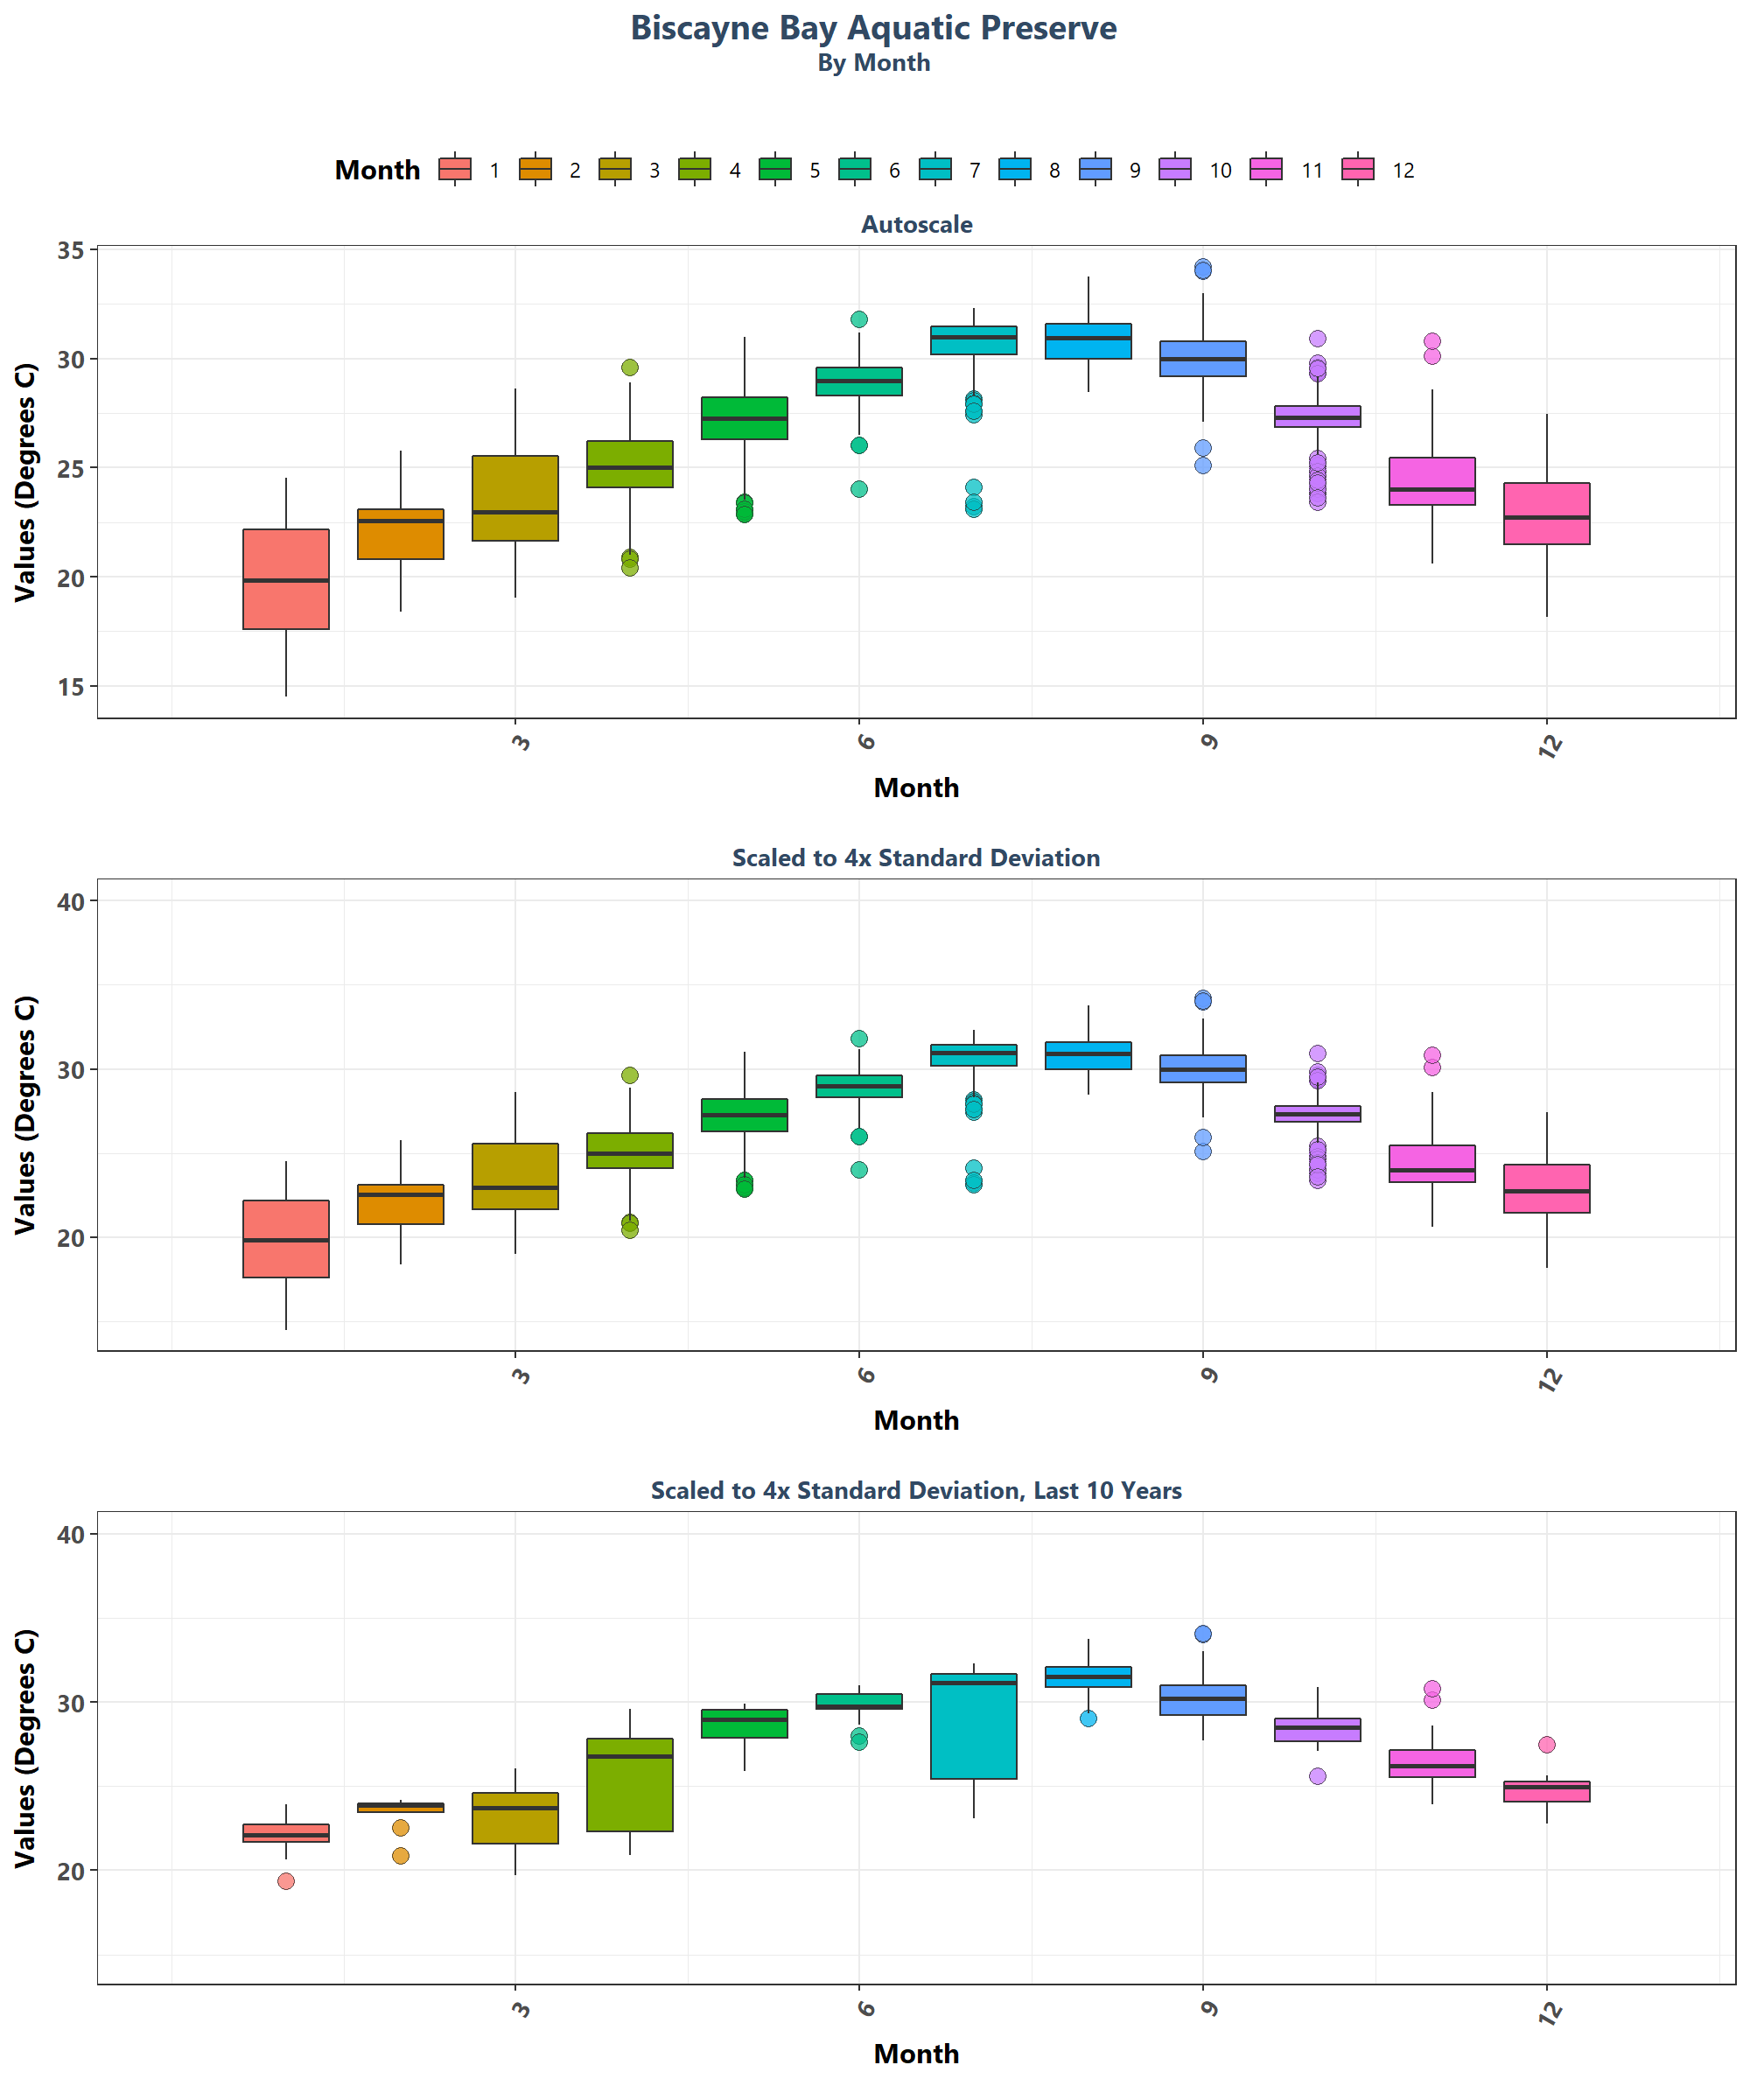 Biscayne Bay Aquatic Preserve
By Month
Month 1 2 3 4 5 6 7 8 9 10 11 12
Autoscale
Values (Degrees C)
35
30
25
20
15
3 6 9 12
Month
Scaled to 4x Standard Deviation
Values (Degrees C)
40
30
20
3 6 9 12
Month
Scaled to 4x Standard Deviation, Last 10 Years
Values (Degrees C)
40
30
20
3 6 9 12
Month